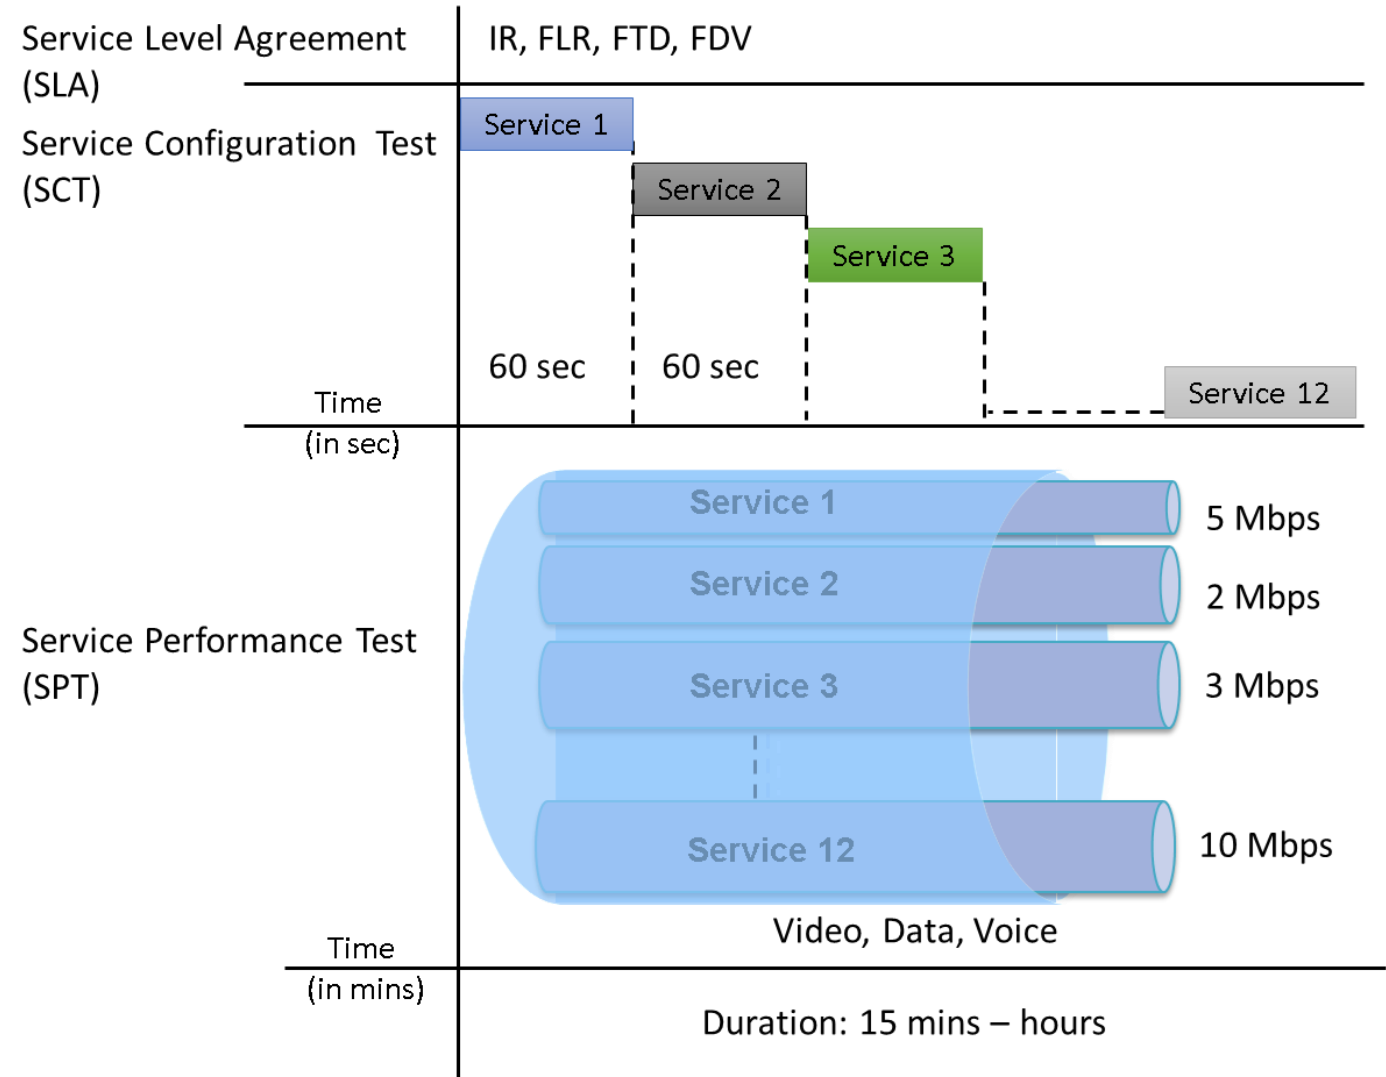 Service Level Agreement
(SLA)
IR, FLR, FTD, FDV
Service Configuration Test
(SCT)
Service 1
Service 2
Service 3
60 sec
60 sec
Service 12
Time
(in sec)
Service 1
5 Mbps
Service 2
2 Mbps
Service Performance Test
(SPT)
Service 3
3 Mbps
Service 12
10 Mbps
Video, Data, Voice
Time
(in mins)
Duration: 15 mins – hours